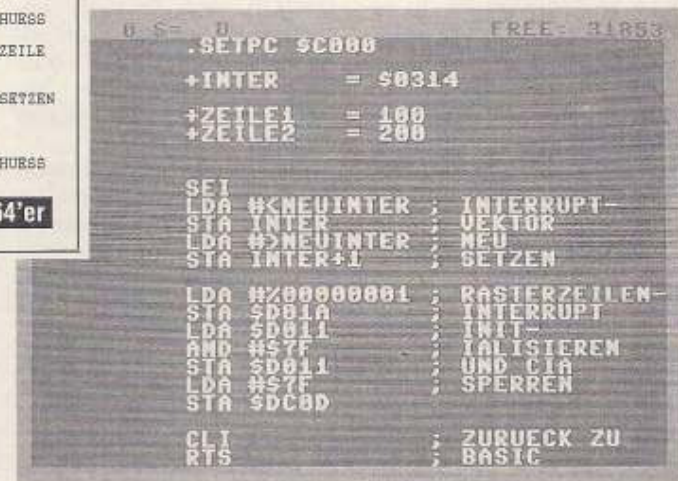 HUESS
ZEILE
SETZEN
HUESS
64'er
0 S= D FREE: 31853
.SETPC $C000
+INTER = $0314
+ZEILE1 = 100
+ZEILE2 = 200
SEI
LDA #<NEUINTER ; INTERRUPT-
STA INTER ; VEKTOR
LDA #>NEUINTER ; NEU
STA INTER+1 ; SETZEN
LDA #%00000001 ; RASTERZEILEN-
STA $D01A ; INTERRUPT
LDA $D011 ; INIT-
AND #$7F ; IALISIEREN
STA $D011 ; UND CIA
LDA #$7F ; SPERREN
STA $DC0D
CLI ; ZURUECK ZU
RTS ; BASIC